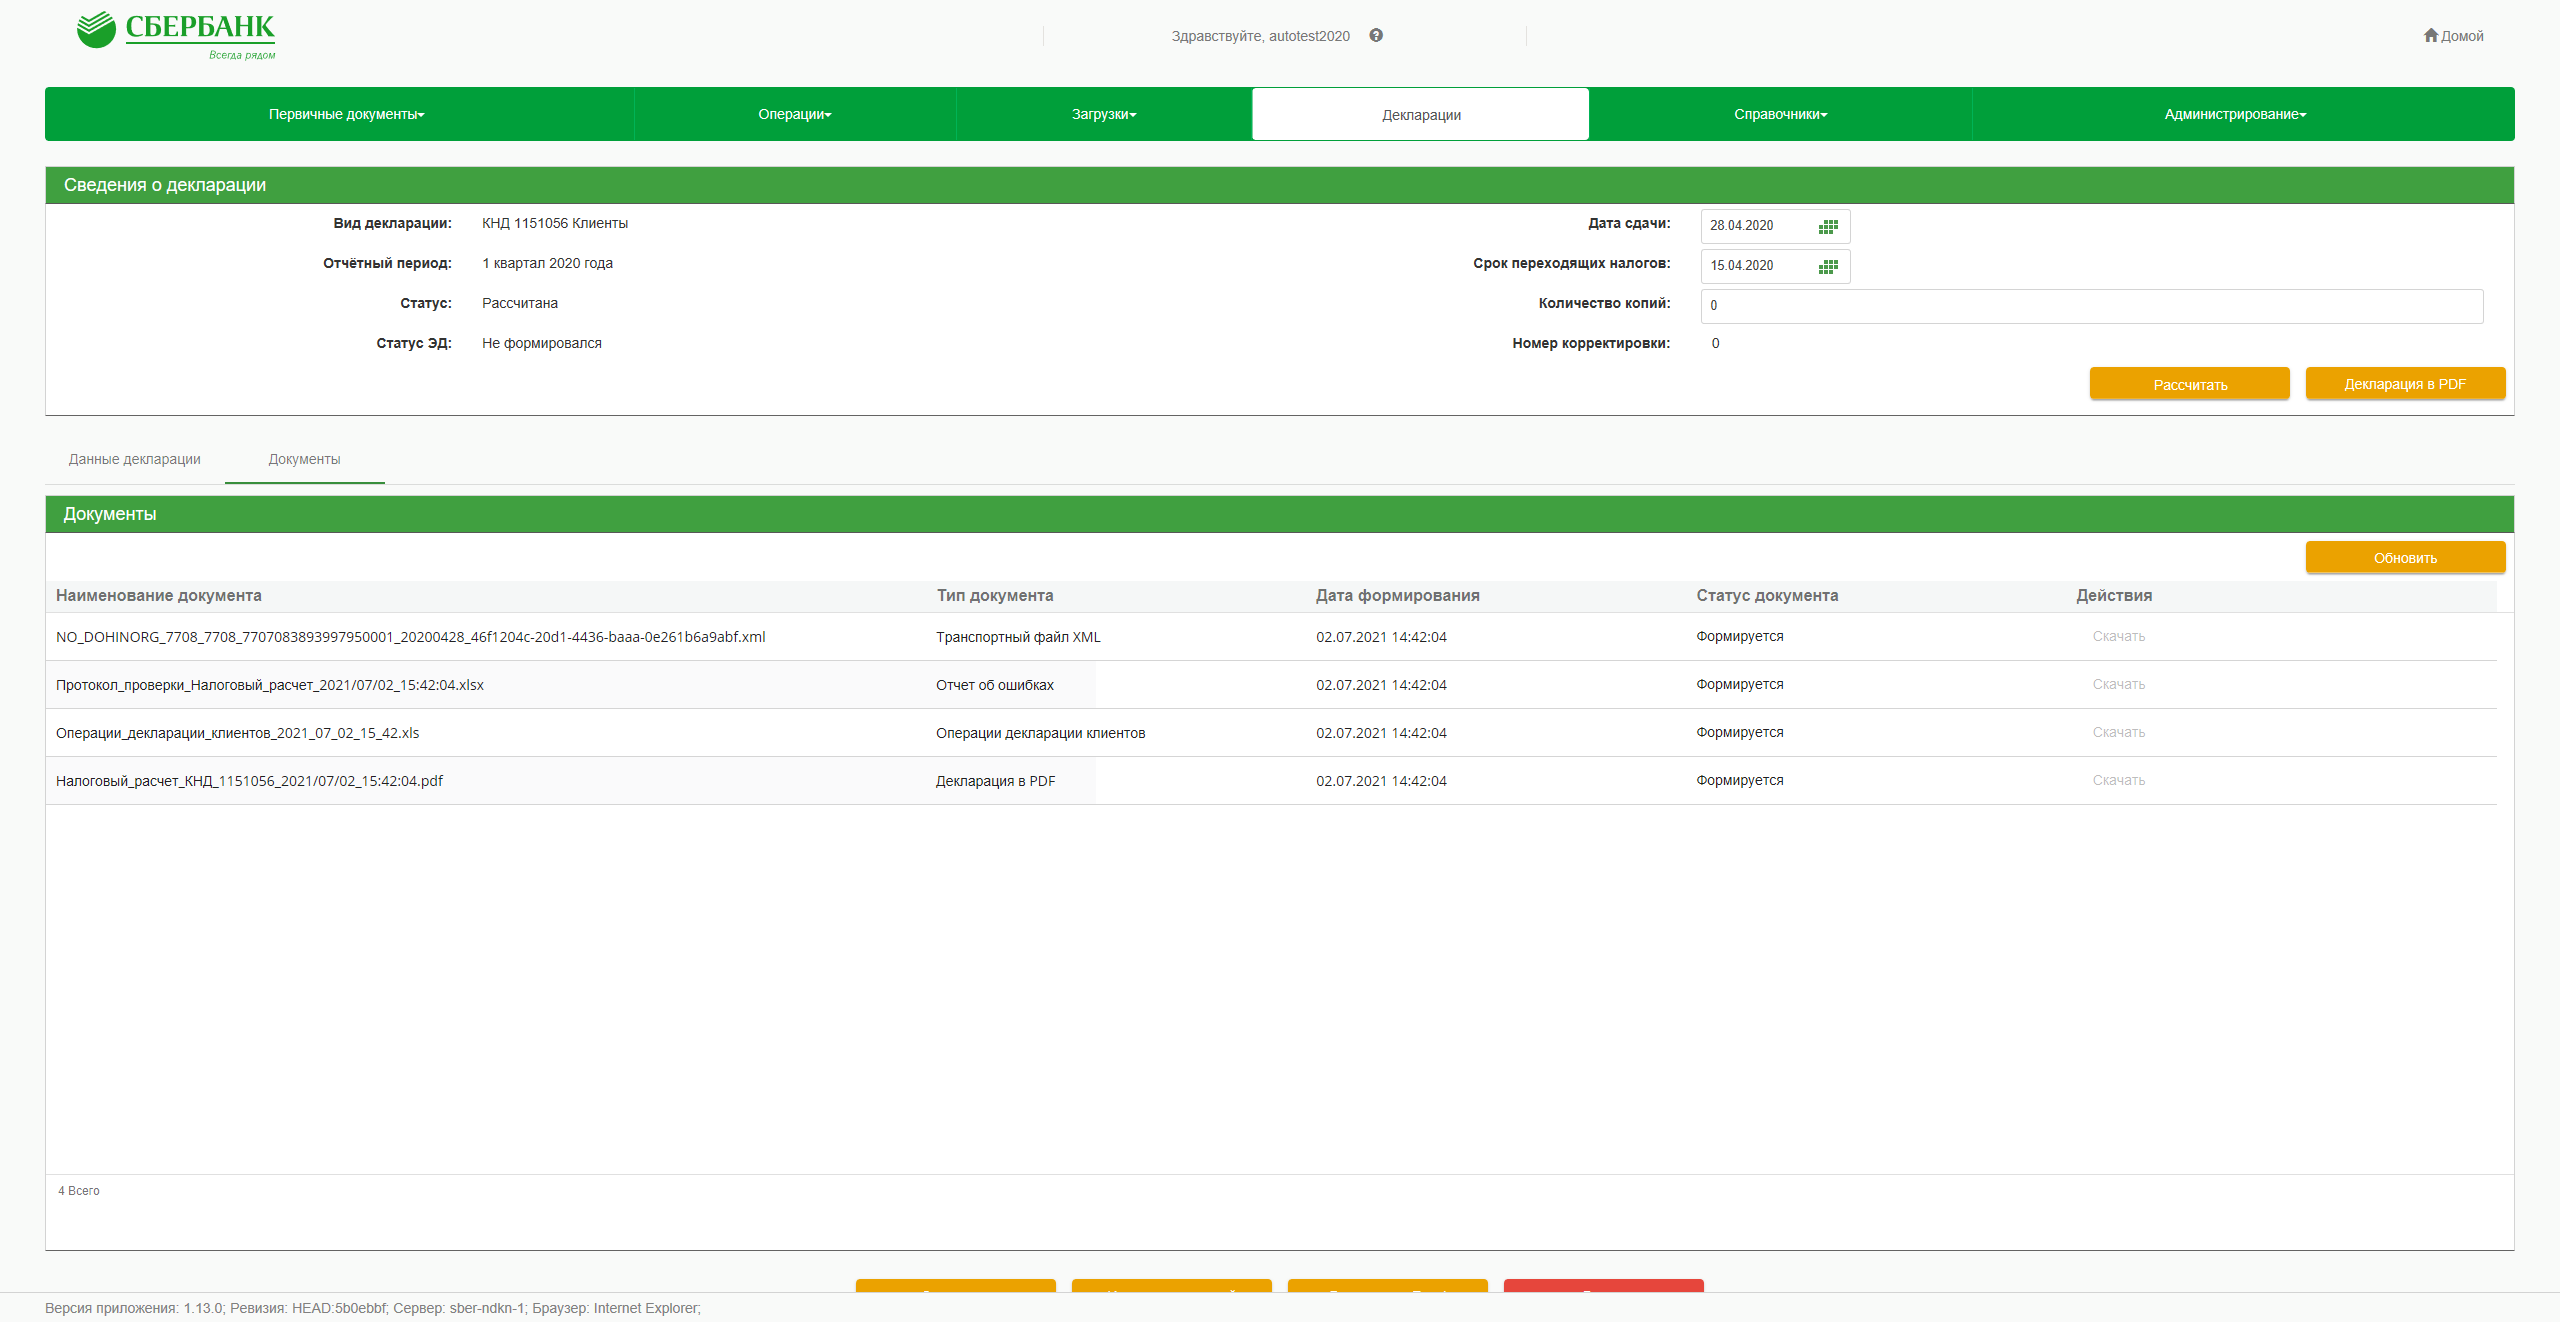 СБЕРБАНК
Всегда рядом
Здравствуйте, autotest2020
Домой
Первичные документы
Операции
Загрузки
Декларации
Справочники
Администрирование
Сведения о декларации
Вид декларации: КНД 1151056 Клиенты
Дата сдачи: 28.04.2020
Отчётный период: 1 квартал 2020 года
Срок переходящих налогов: 15.04.2020
Статус: Рассчитана
Количество копий: 0
Статус ЭД: Не формировался
Номер корректировки: 0
Рассчитать
Декларация в PDF
Данные декларации
Документы
Документы
Обновить
Наименование документа Тип документа Дата формирования Статус документа Действия
NO_DOHINORG_7708_7708_7707083893997950001_20200428_46f1204c-20d1-4436-baaa-0e261b6a9abf.xml Транспортный файл XML 02.07.2021 14:42:04 Формируется Скачать
Протокол_проверки_Налоговый_расчет_2021/07/02_15:42:04.xlsx Отчет об ошибках 02.07.2021 14:42:04 Формируется Скачать
Операции_декларации_клиентов_2021_07_02_15_42.xls Операции декларации клиентов 02.07.2021 14:42:04 Формируется Скачать
Налоговый_расчет_КНД_1151056_2021/07/02_15:42:04.pdf Декларация в PDF 02.07.2021 14:42:04 Формируется Скачать
4 Всего
Версия приложения: 1.13.0; Ревизия: HEAD:5b0ebbf; Сервер: sber-ndkn-1; Браузер: Internet Explorer;